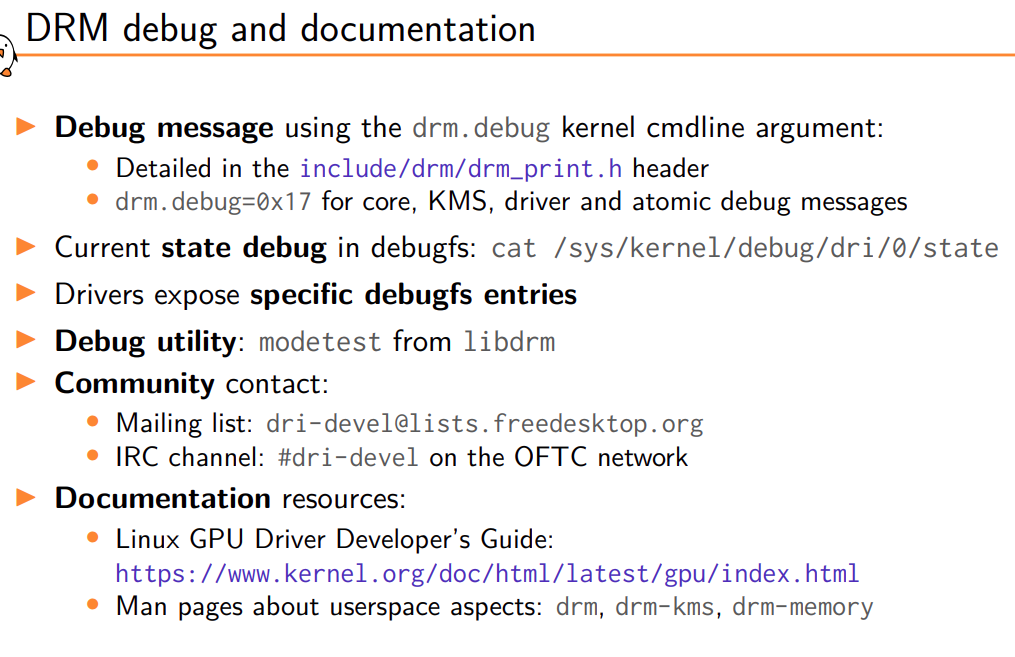 DRM debug and documentation
▶ Debug message using the drm.debug kernel cmdline argument:
• Detailed in the include/drm/drm_print.h header
• drm.debug=0x17 for core, KMS, driver and atomic debug messages
▶ Current state debug in debugfs: cat /sys/kernel/debug/dri/0/state
▶ Drivers expose specific debugfs entries
▶ Debug utility: modetest from libdrm
▶ Community contact:
• Mailing list: dri-devel@lists.freedesktop.org
• IRC channel: #dri-devel on the OFTC network
▶ Documentation resources:
• Linux GPU Driver Developer's Guide:
https://www.kernel.org/doc/html/latest/gpu/index.html
• Man pages about userspace aspects: drm, drm-kms, drm-memory